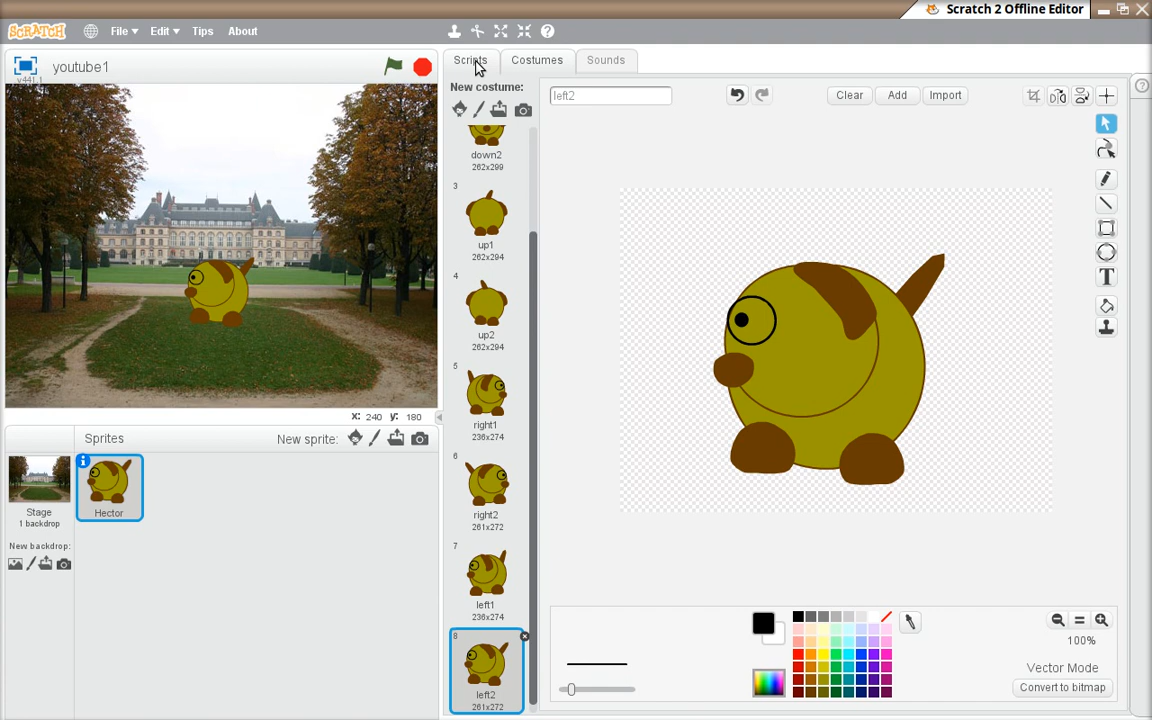 Scratch 2 Offline Editor
SCRATCH
File
Edit
Tips
About
youtube1
v441.1
Scripts
Costumes
Sounds
New costume:
left2
Clear
Add
Import
down2
262x299
3
up1
262x294
4
up2
262x294
5
right1
236x274
6
right2
261x272
7
left1
236x274
8
left2
261x272
X: 240 y: 180
Sprites
New sprite:
Stage
1 backdrop
New backdrop:
Hector
100%
Vector Mode
Convert to bitmap
T